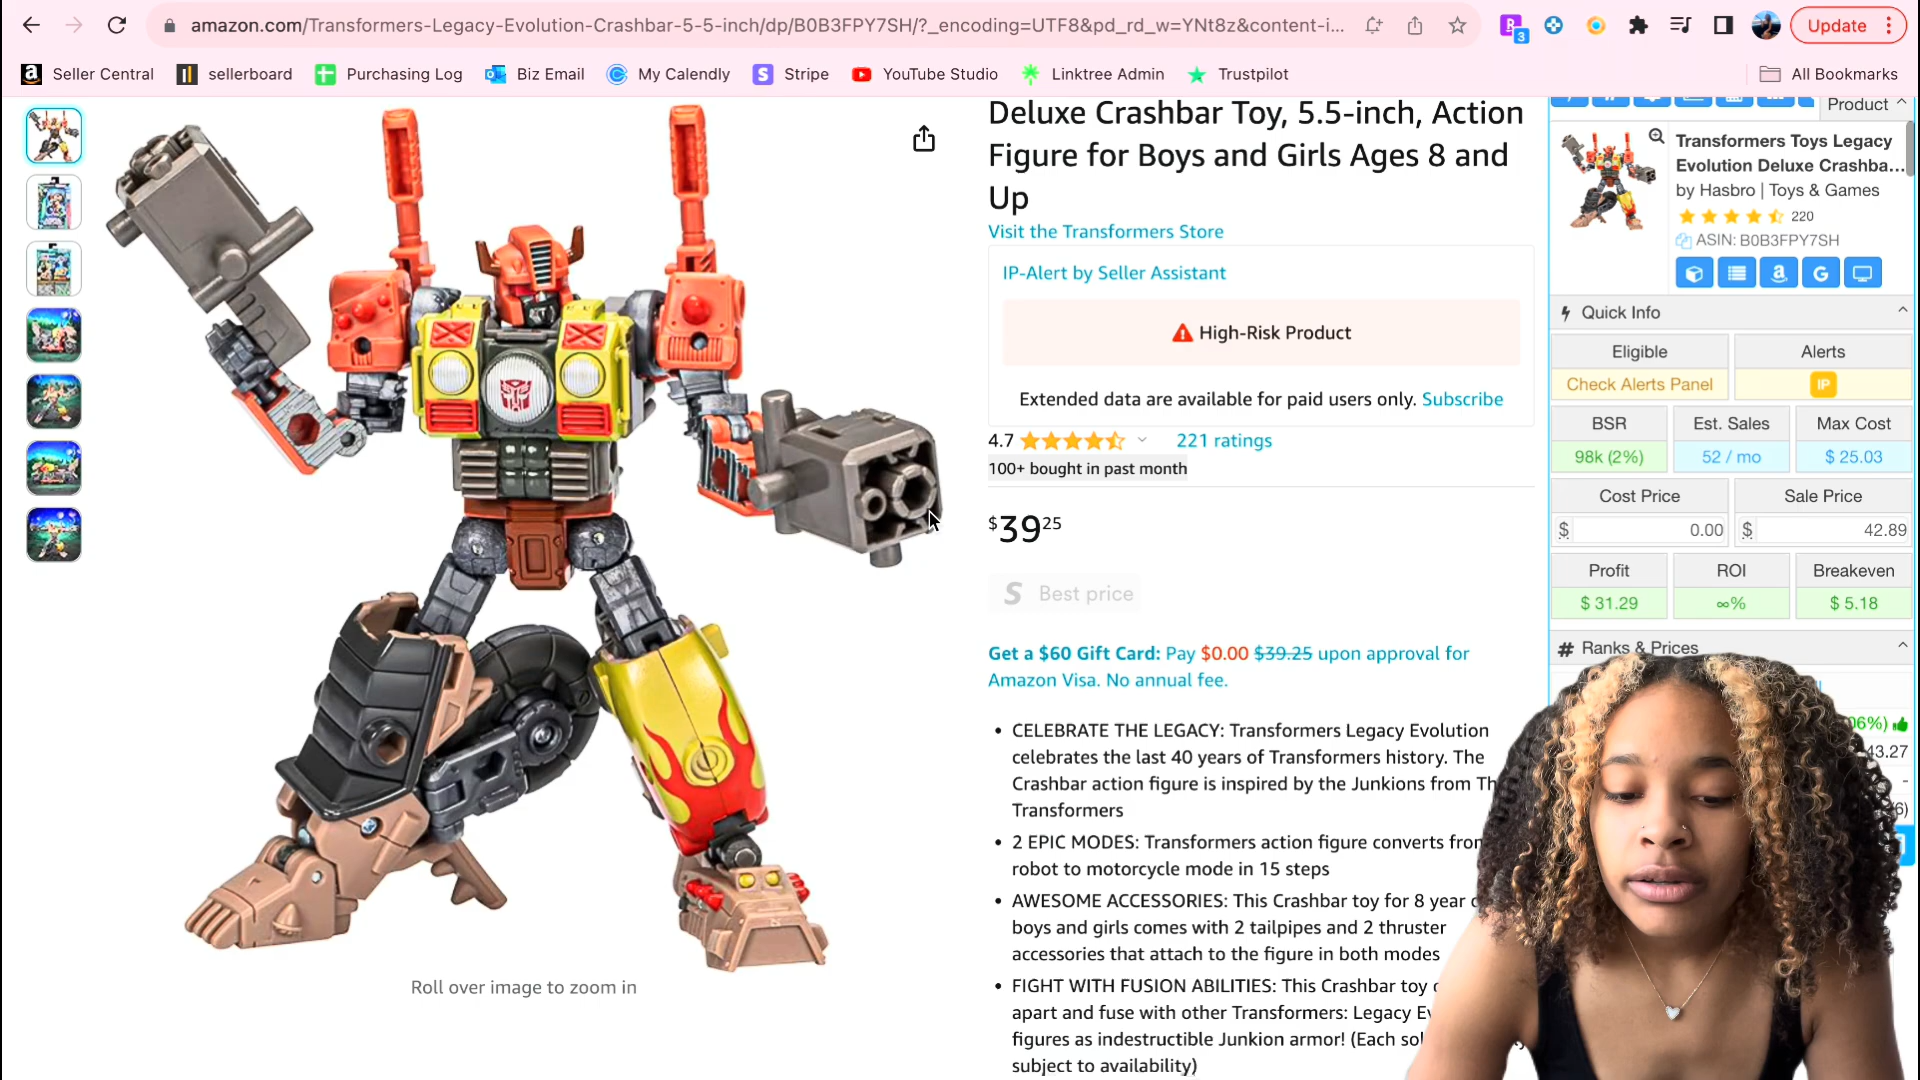 amazon.com/Transformers-Legacy-Evolution-Crashbar-5-5-inch/dp/B0B3FPY7SH/?_encoding=UTF8&pd_rd_w=YNt8z&content-i...
3
Update
Seller Central
sellerboard
Purchasing Log
Biz Email
My Calendly
Stripe
YouTube Studio
Linktree Admin
Trustpilot
All Bookmarks
Deluxe Crashbar Toy, 5.5-inch, Action
Figure for Boys and Girls Ages 8 and
Up
Visit the Transformers Store
IP-Alert by Seller Assistant
High-Risk Product
Extended data are available for paid users only. Subscribe
4.7
221 ratings
100+ bought in past month
$39 25
S Best price
Get a $60 Gift Card: Pay $0.00 $39.25 upon approval for
Amazon Visa. No annual fee.
• CELEBRATE THE LEGACY: Transformers Legacy Evolution
celebrates the last 40 years of Transformers history. The
Crashbar action figure is inspired by the Junkions from Th
Transformers
• 2 EPIC MODES: Transformers action figure converts from
robot to motorcycle mode in 15 steps
• AWESOME ACCESSORIES: This Crashbar toy for 8 year
boys and girls comes with 2 tailpipes and 2 thruster
accessories that attach to the figure in both modes
• FIGHT WITH FUSION ABILITIES: This Crashbar toy
apart and fuse with other Transformers: Legacy Ev
figures as indestructible Junkion armor! (Each sol
subject to availability)
Roll over image to zoom in
Product
Transformers Toys Legacy
Evolution Deluxe Crashba...
by Hasbro | Toys & Games
220
ASIN: B0B3FPY7SH
G
Quick Info
Eligible
Alerts
Check Alerts Panel
IP
BSR
Est. Sales
Max Cost
98k (2%)
52 / mo
$ 25.03
Cost Price
Sale Price
$ 0.00
$ 42.89
Profit
ROI
Breakeven
$ 31.29
∞%
$ 5.18
# Ranks & Prices
06%)
43.27